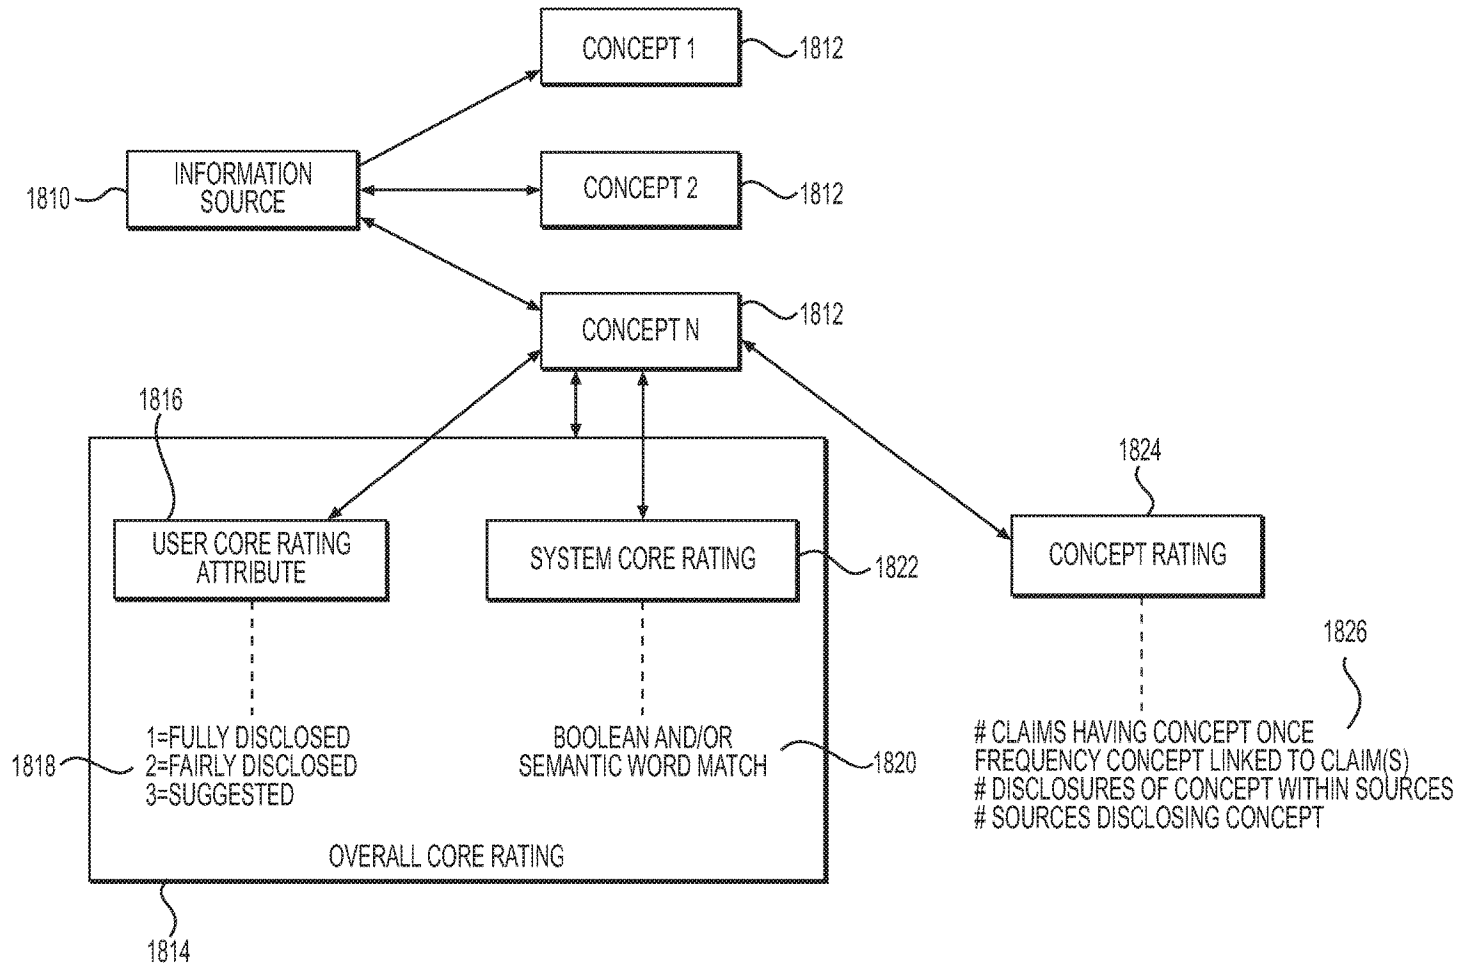 CONCEPT 1
1812
INFORMATION
SOURCE
1810
CONCEPT 2
1812
CONCEPT N
1812
1816
1824
USER CORE RATING
ATTRIBUTE
SYSTEM CORE RATING
1822
CONCEPT RATING
1826
1818
1=FULLY DISCLOSED
2=FAIRLY DISCLOSED
3=SUGGESTED
BOOLEAN AND/OR
SEMANTIC WORD MATCH
1820
# CLAIMS HAVING CONCEPT ONCE
FREQUENCY CONCEPT LINKED TO CLAIM(S)
# DISCLOSURES OF CONCEPT WITHIN SOURCES
# SOURCES DISCLOSING CONCEPT
OVERALL CORE RATING
1814